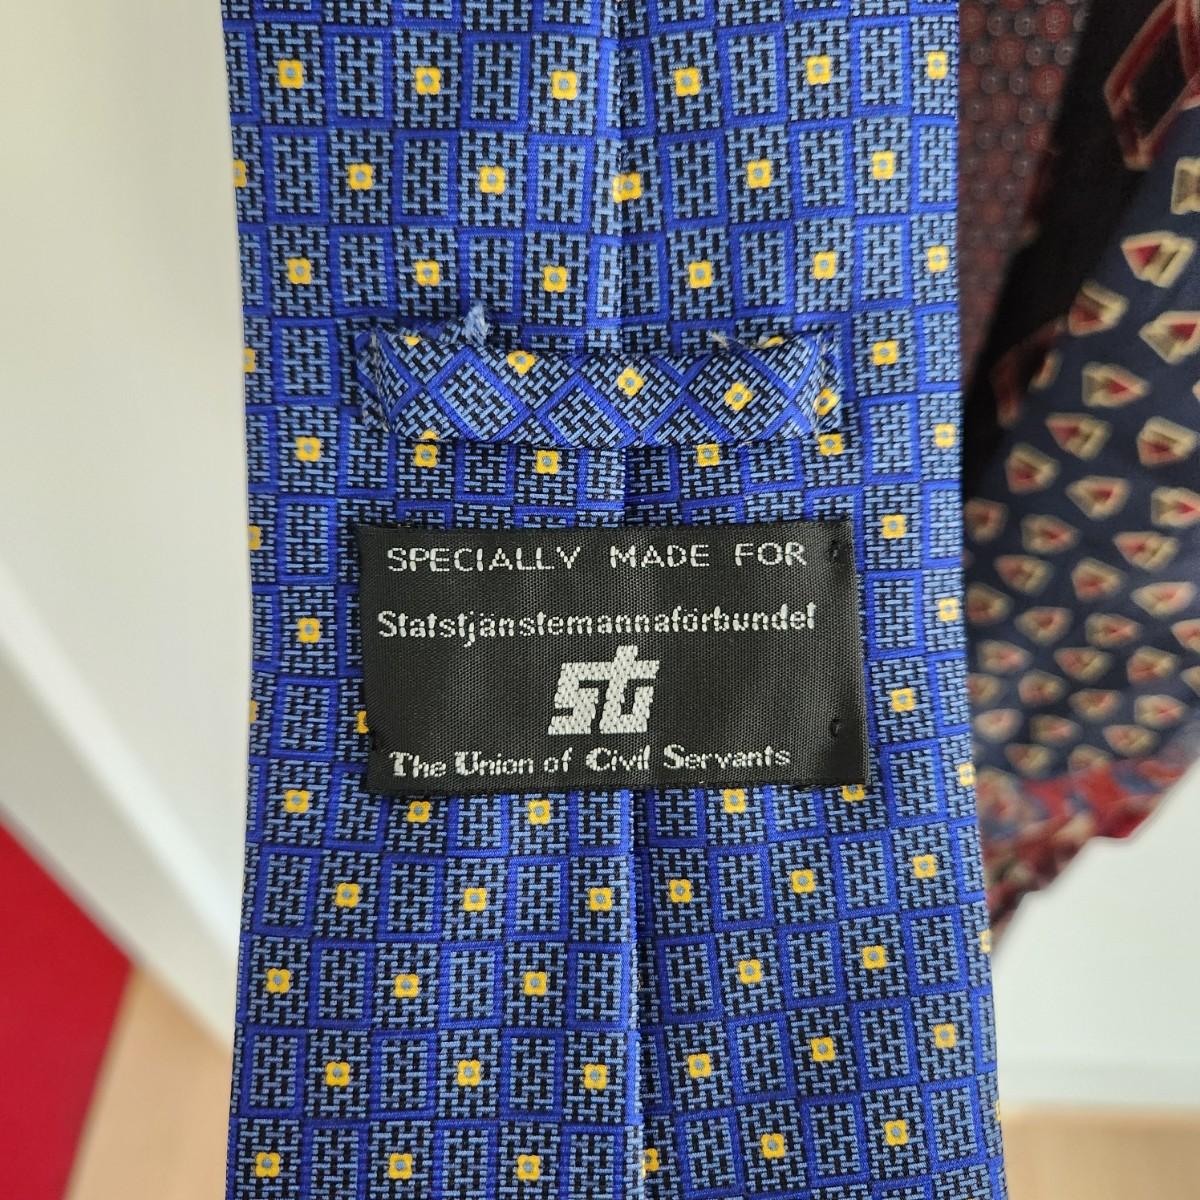 SPECIALLY MADE FOR
Statstjänstemannaförbundet
st
The Union of Civil Servants